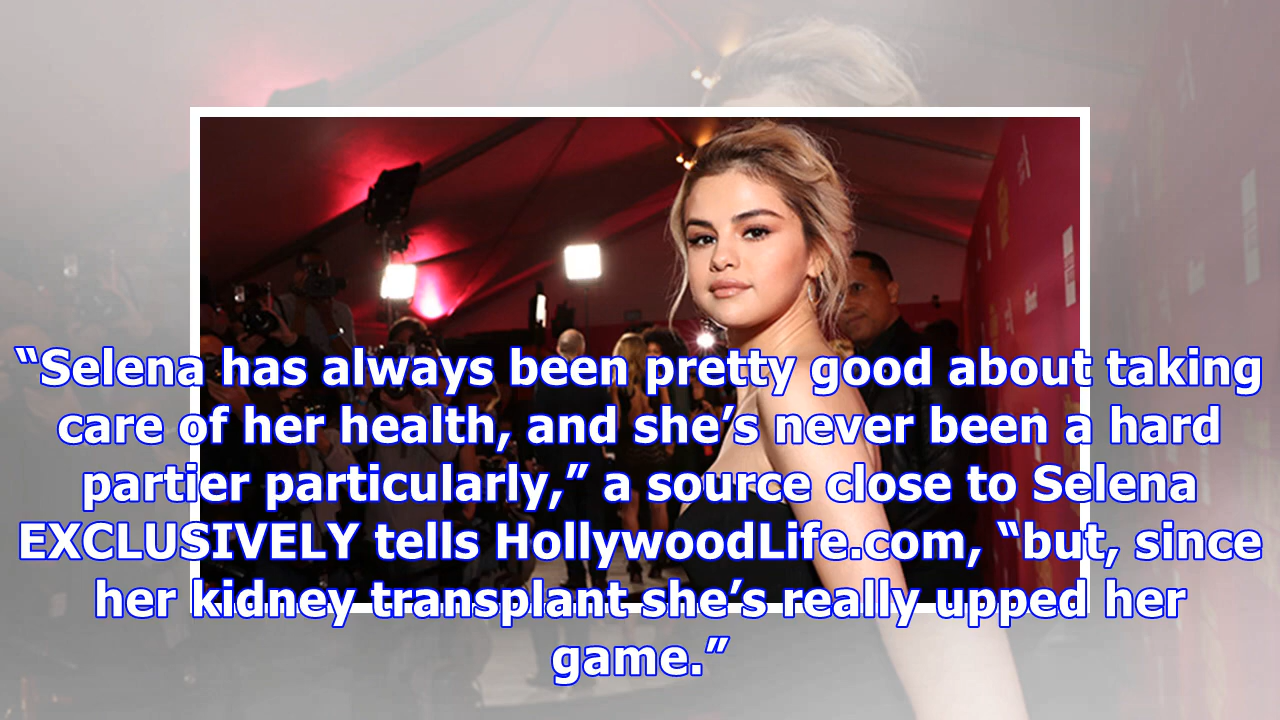 “Selena has always been pretty good about taking
care of her health, and she’s never been a hard
partier particularly,” a source close to Selena
EXCLUSIVELY tells HollywoodLife.com, “but, since
her kidney transplant she’s really upped her
game.”